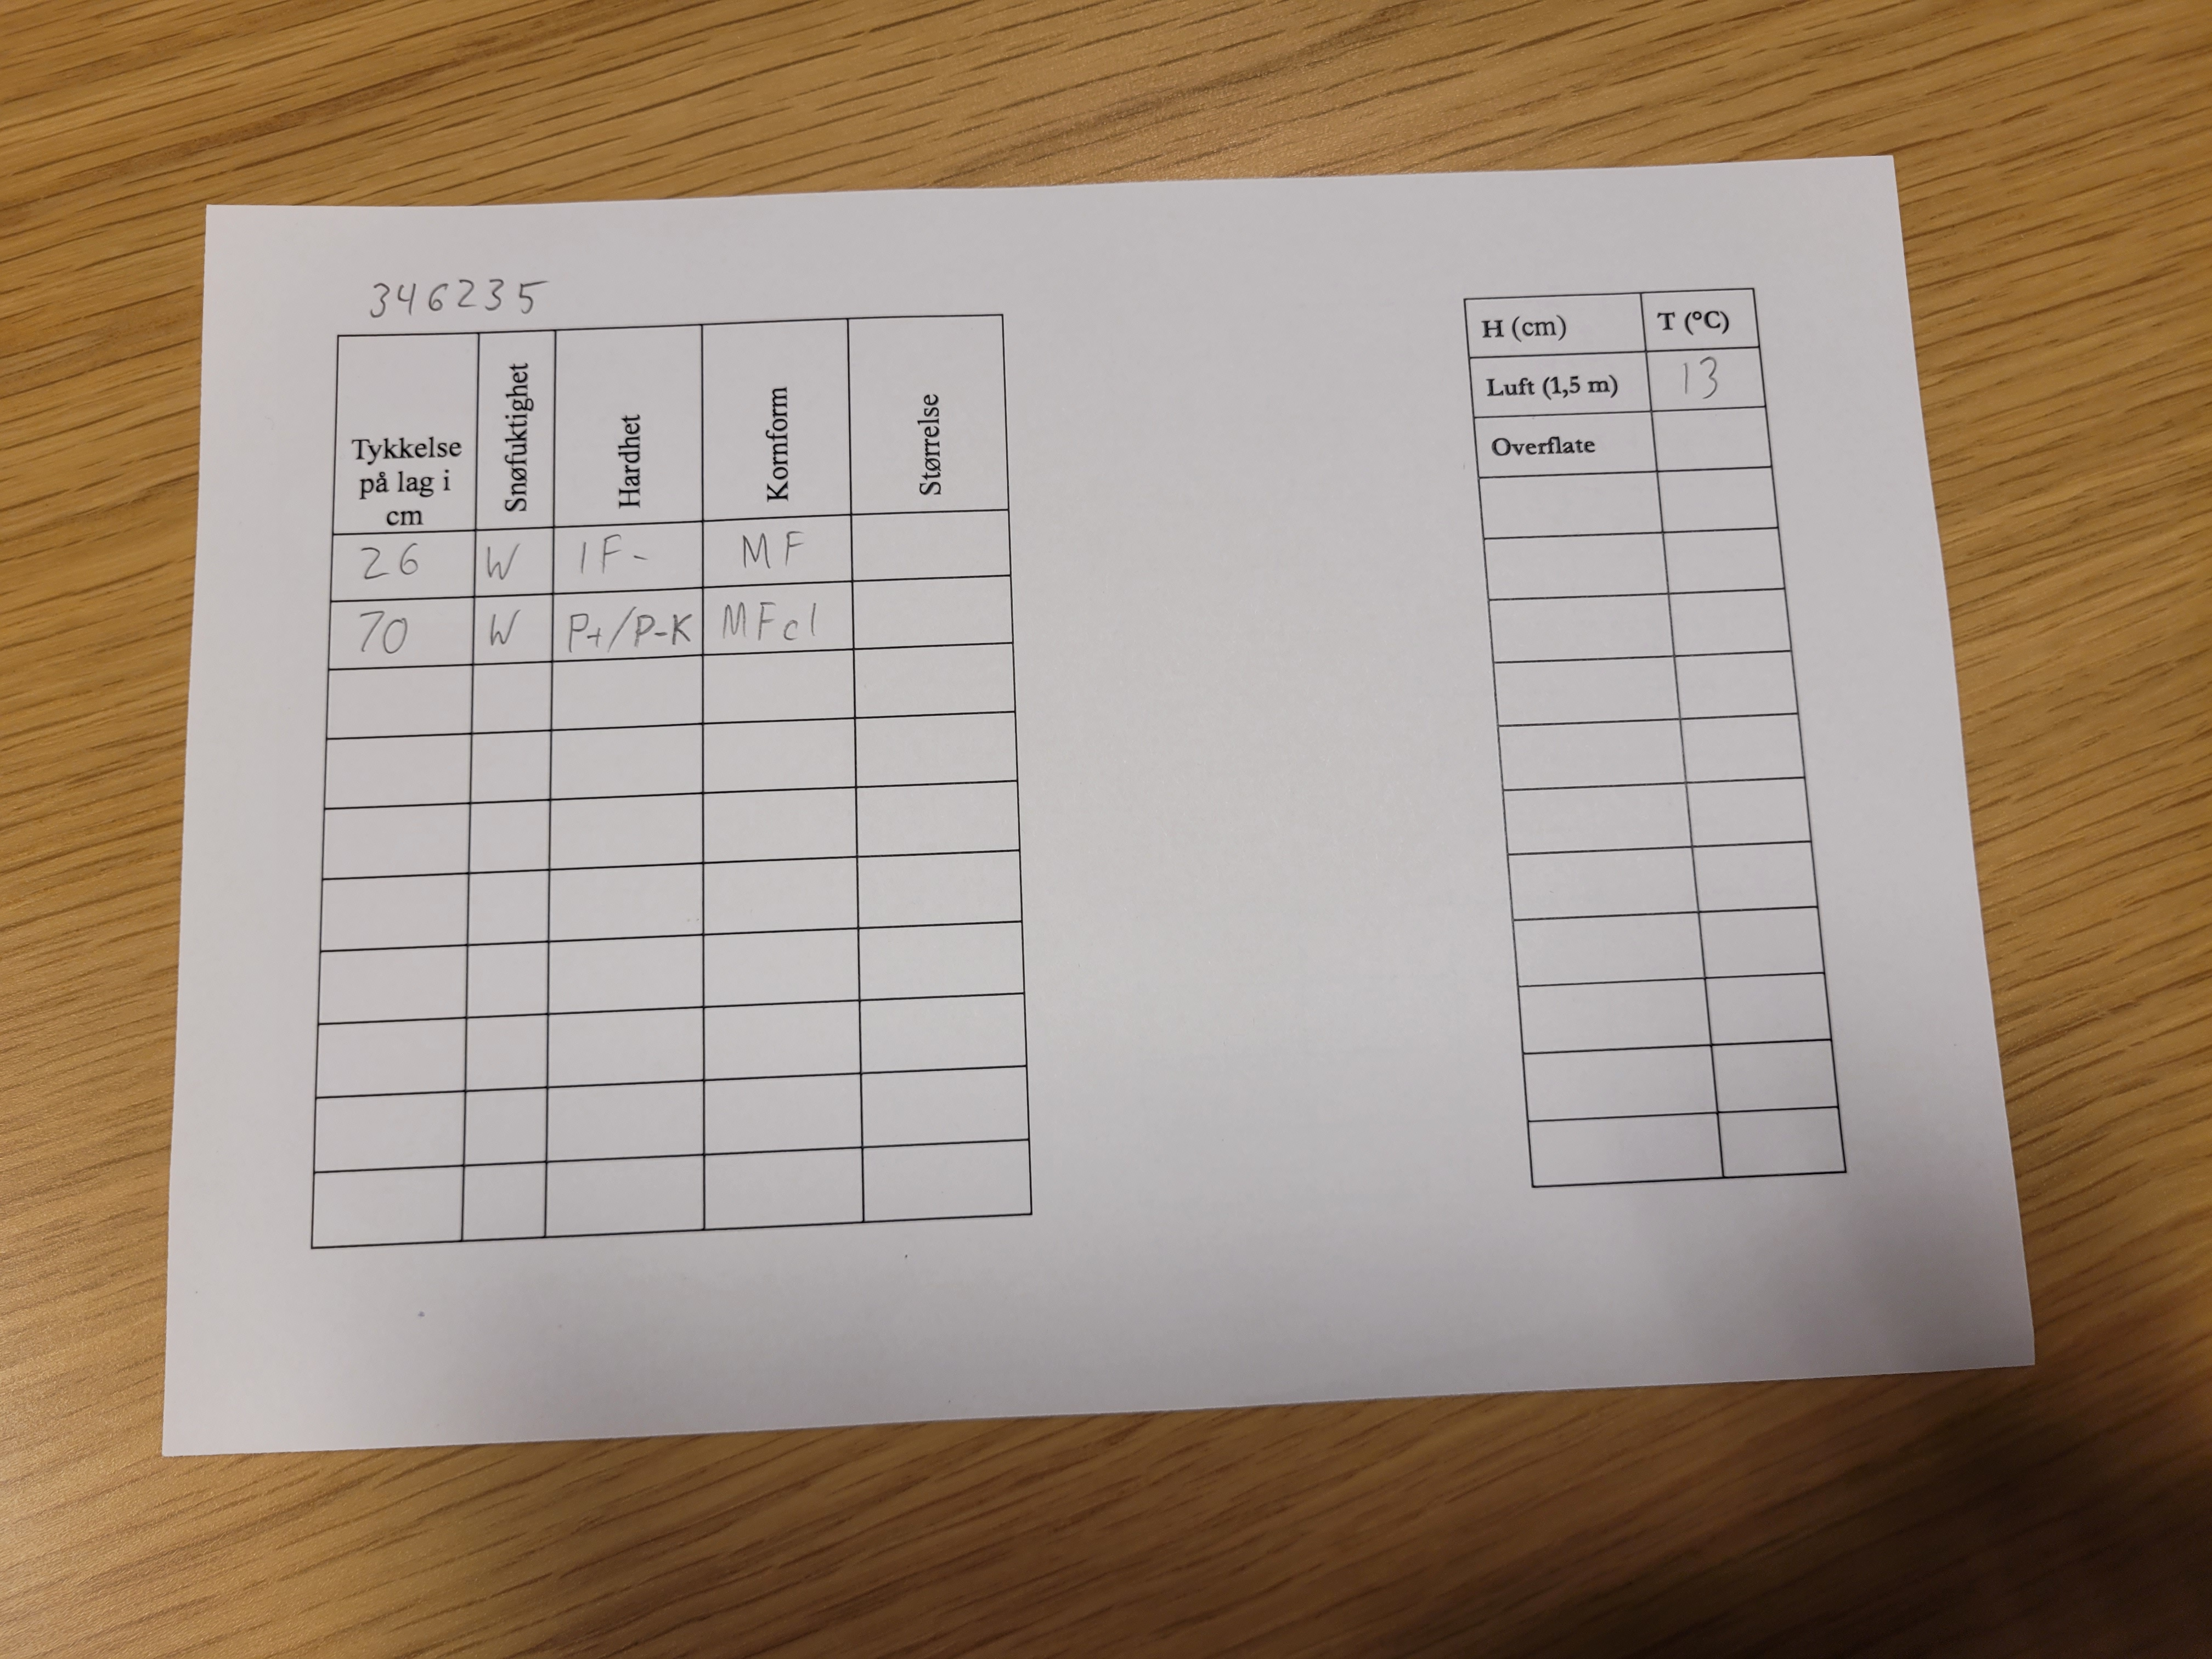 346235
Tykkelse på lag i cm Snøfuktighet Hardhet Kornform Størrelse
26 W 1F- MF
70 W P+/P-K MFcl
H (cm) T (°C)
Luft (1,5 m) 13
Overflate